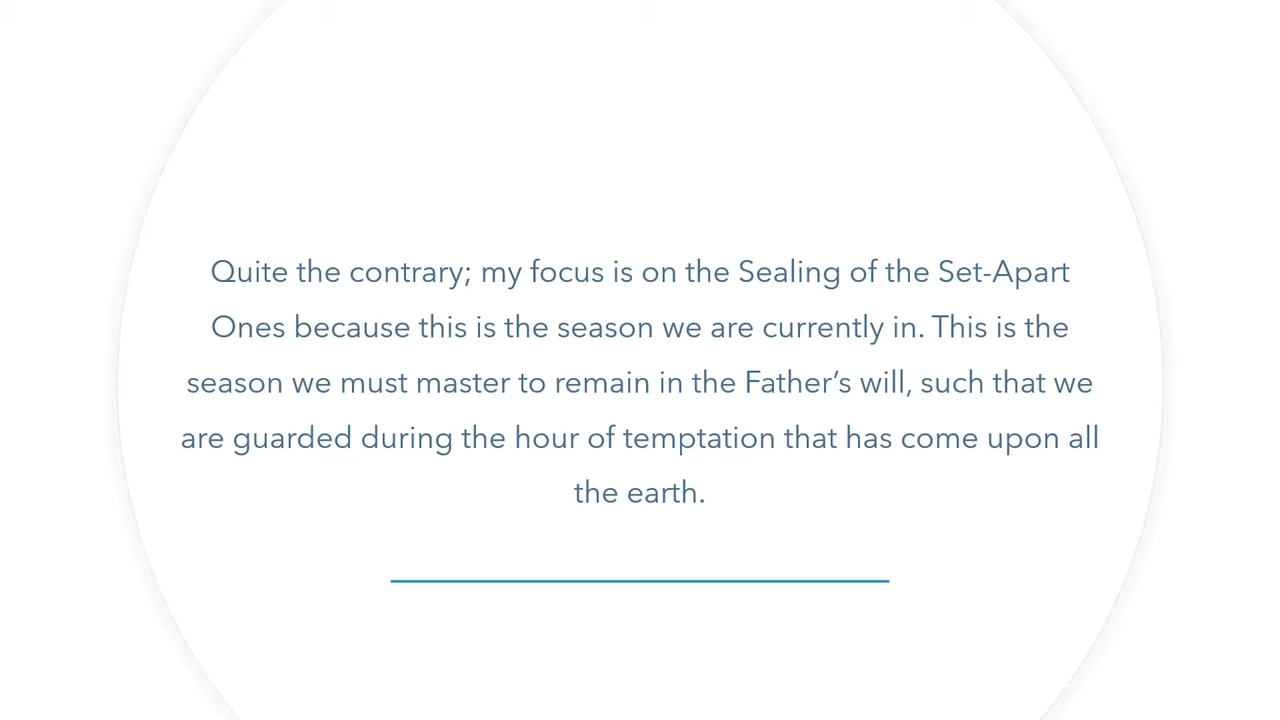 Quite the contrary; my focus is on the Sealing of the Set-Apart
Ones because this is the season we are currently in. This is the
season we must master to remain in the Father’s will, such that we
are guarded during the hour of temptation that has come upon all
the earth.